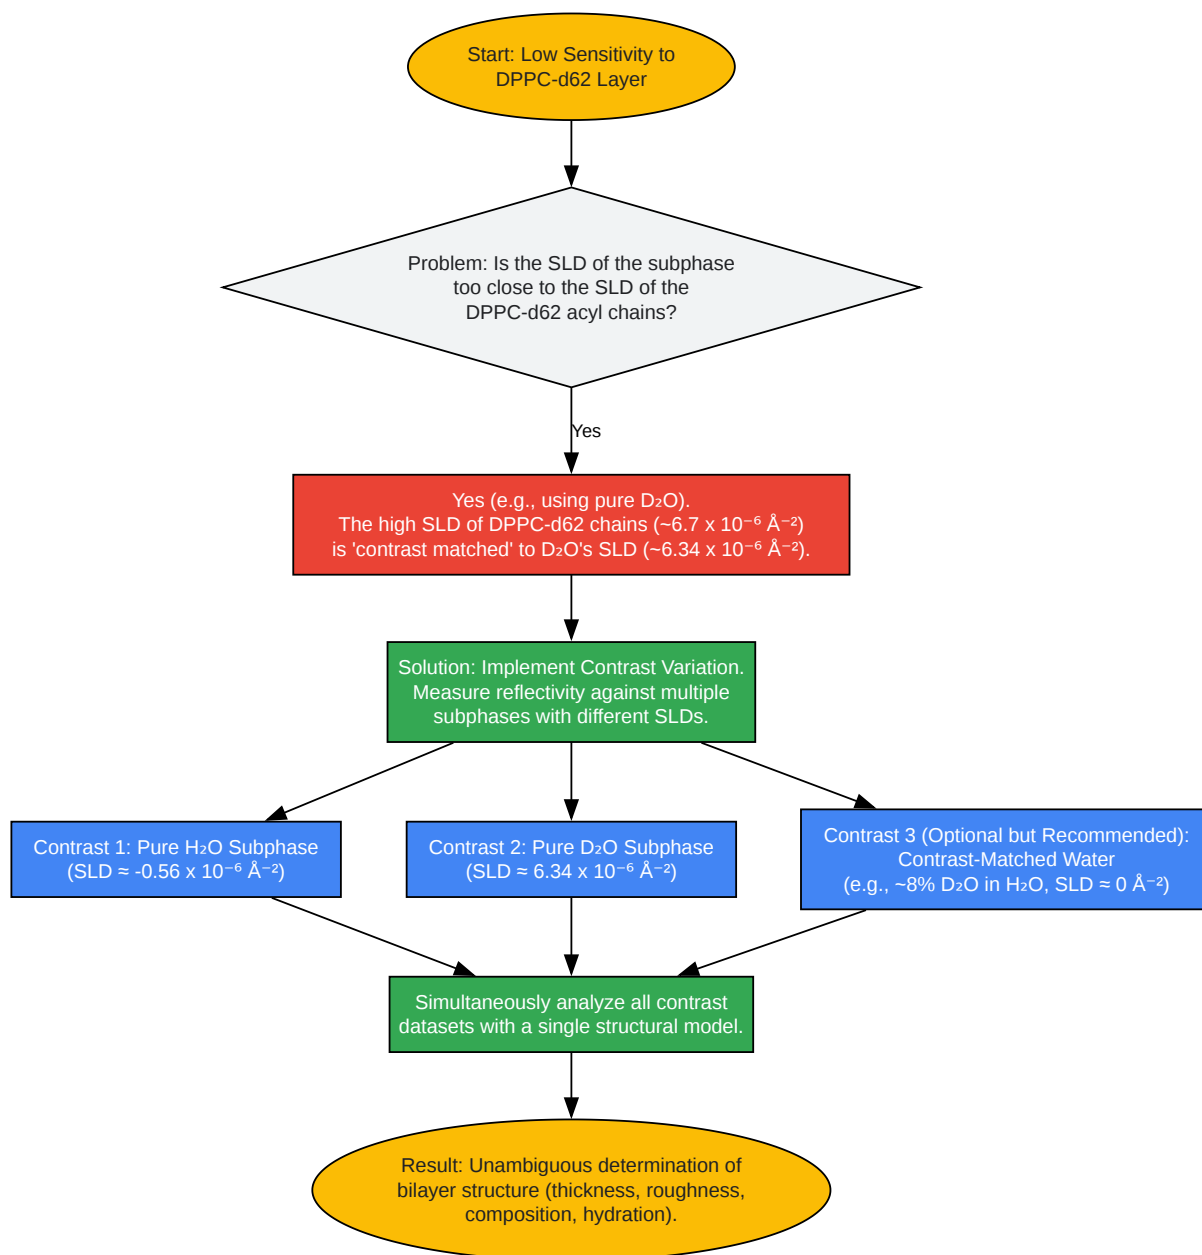 Start: Low Sensitivity to
DPPC-d62 Layer
Problem: Is the SLD of the subphase
too close to the SLD of the
DPPC-d62 acyl chains?
Yes
Yes (e.g., using pure D₂O).
The high SLD of DPPC-d62 chains (~6.7 x 10⁻⁶ Å⁻²)
is 'contrast matched' to D₂O's SLD (~6.34 x 10⁻⁶ Å⁻²).
Solution: Implement Contrast Variation.
Measure reflectivity against multiple
subphases with different SLDs.
Contrast 1: Pure H₂O Subphase
(SLD ≈ -0.56 x 10⁻⁶ Å⁻²)
Contrast 2: Pure D₂O Subphase
(SLD ≈ 6.34 x 10⁻⁶ Å⁻²)
Contrast 3 (Optional but Recommended):
Contrast-Matched Water
(e.g., ~8% D₂O in H₂O, SLD ≈ 0 Å⁻²)
Simultaneously analyze all contrast
datasets with a single structural model.
Result: Unambiguous determination of
bilayer structure (thickness, roughness,
composition, hydration).